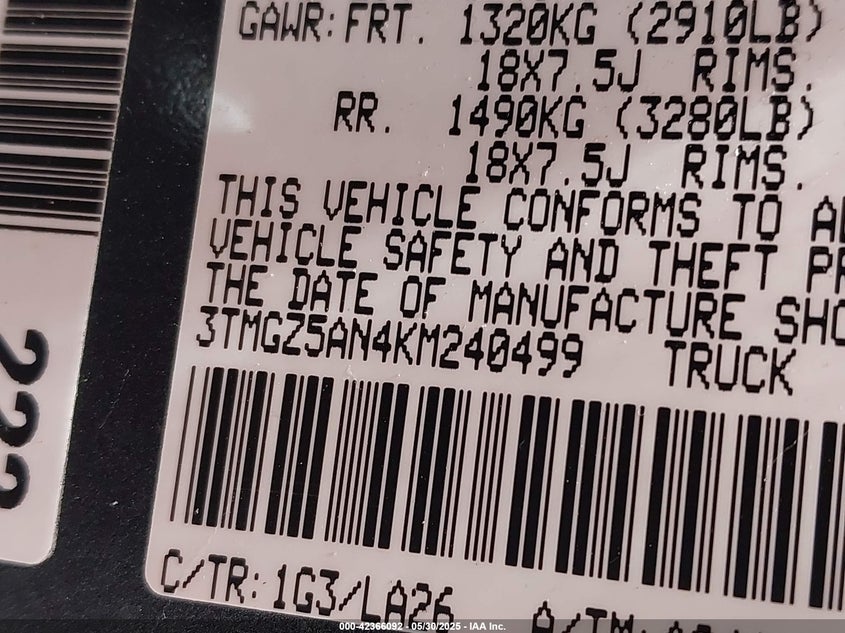 GAWR: FRT. 1320KG (2910LB)
18X7.5J RIMS.
RR. 1490KG (3280LB)
18X7.5J RIMS.
THIS VEHICLE CONFORMS TO
VEHICLE SAFETY AND THEFT
THE DATE OF MANUFACTURE
3TMGZ5AN4KM240499 TRUCK
C/TR: 1G3/LA26 A/TM:
000-42366092 - 05/30/2025 - IAA Inc.